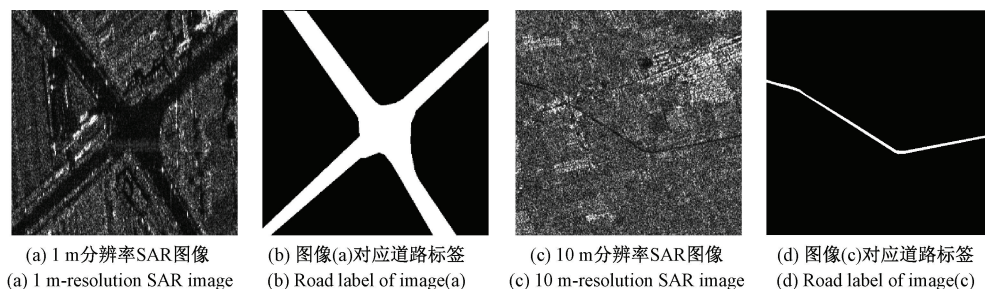 (a) 1 m分辨率SAR图像
(a) 1 m-resolution SAR image
(b) 图像(a)对应道路标签
(b) Road label of image(a)
(c) 10 m分辨率SAR图像
(c) 10 m-resolution SAR image
(d) 图像(c)对应道路标签
(d) Road label of image(c)